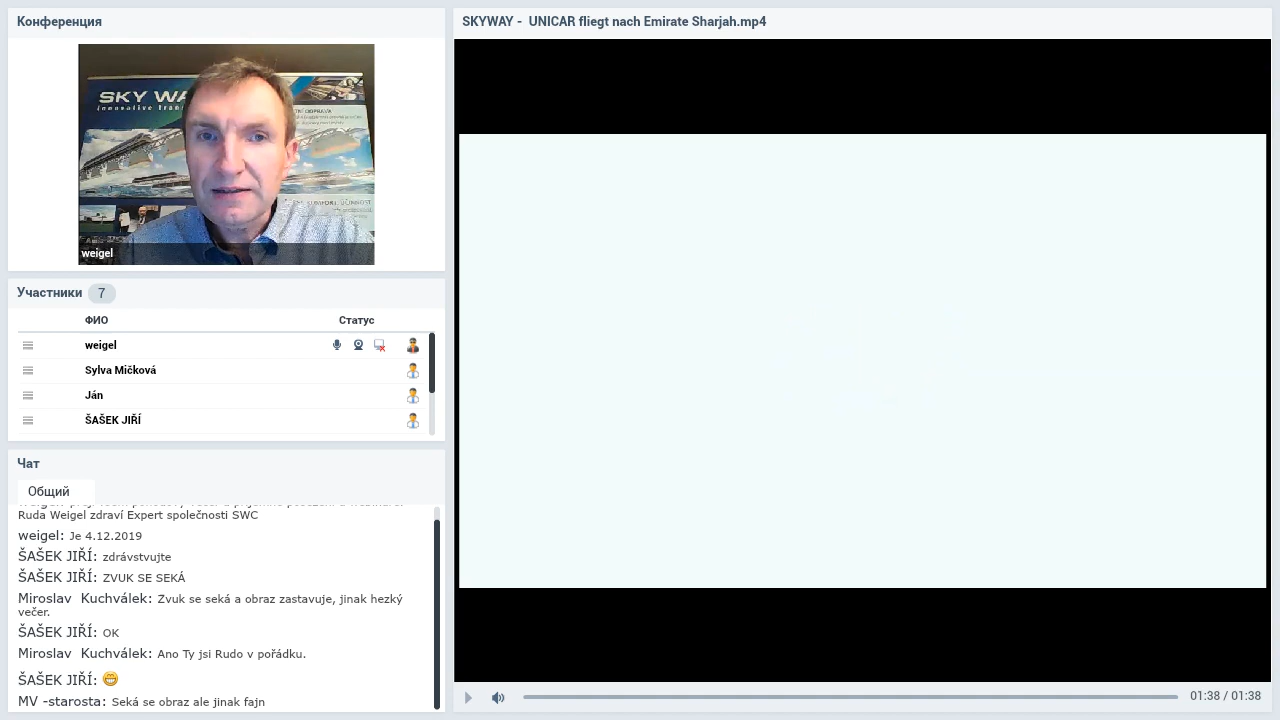 Конференция
SKY WA
weigel
Участники 7
ФИО Статус
weigel
Sylva Mičková
Ján
ŠAŠEK JIŘÍ
Чат
Общий
Ruda Weigel zdraví Expert společnosti SWC
weigel: Je 4.12.2019
ŠAŠEK JIŘÍ: zdrávstvujte
ŠAŠEK JIŘÍ: ZVUK SE SEKÁ
Miroslav Kuchválek: Zvuk se seká a obraz zastavuje, jinak hezký
večer.
ŠAŠEK JIŘÍ: OK
Miroslav Kuchválek: Ano Ty jsi Rudo v pořádku.
ŠAŠEK JIŘÍ:
MV -starosta: Seká se obraz ale jinak fajn
SKYWAY - UNICAR fliegt nach Emirate Sharjah.mp4
01:38 / 01:38